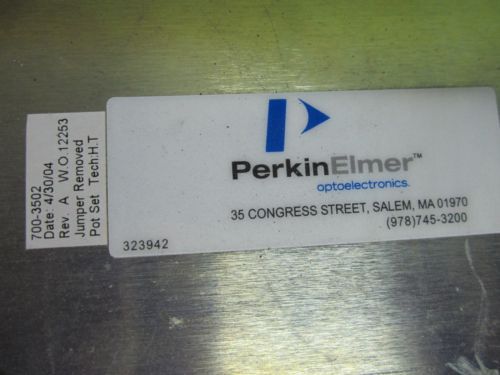 700-3502
Date: 4/30/04
Rev. A W.O.12253
Jumper Removed
Pot Set Tech:H.T
PerkinElmer™
optoelectronics.
35 CONGRESS STREET, SALEM, MA 01970
(978)745-3200
323942